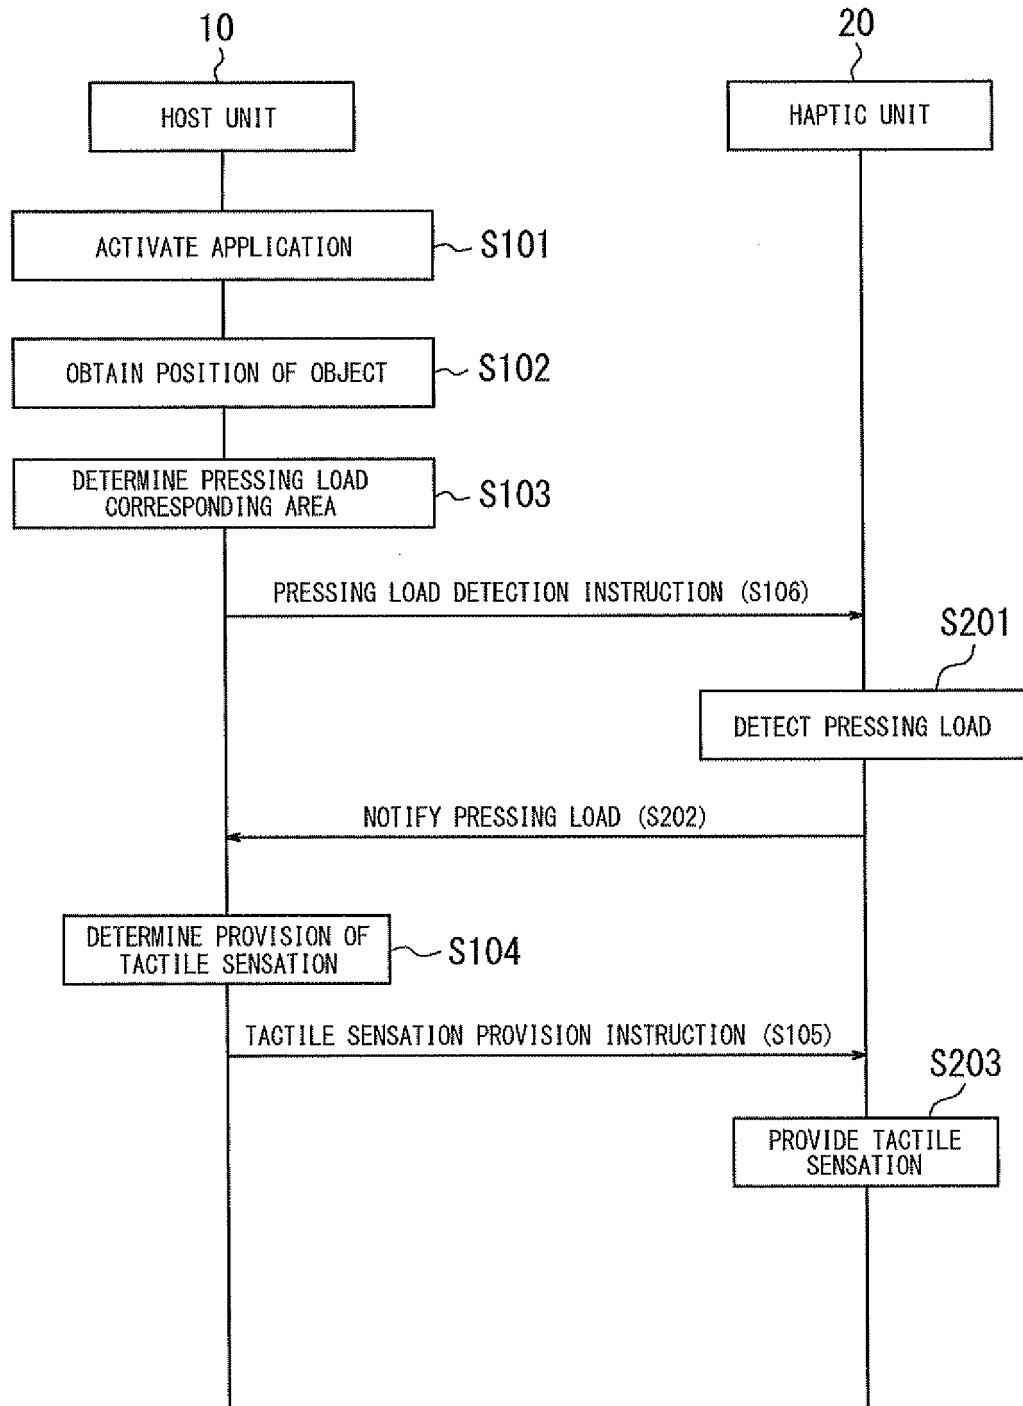 10
20
HOST UNIT
HAPTIC UNIT
ACTIVATE APPLICATION
S101
OBTAIN POSITION OF OBJECT
S102
DETERMINE PRESSING LOAD
CORRESPONDING AREA
S103
PRESSING LOAD DETECTION INSTRUCTION (S106)
S201
DETECT PRESSING LOAD
NOTIFY PRESSING LOAD (S202)
DETERMINE PROVISION OF
TACTILE SENSATION
S104
TACTILE SENSATION PROVISION INSTRUCTION (S105)
S203
PROVIDE TACTILE
SENSATION